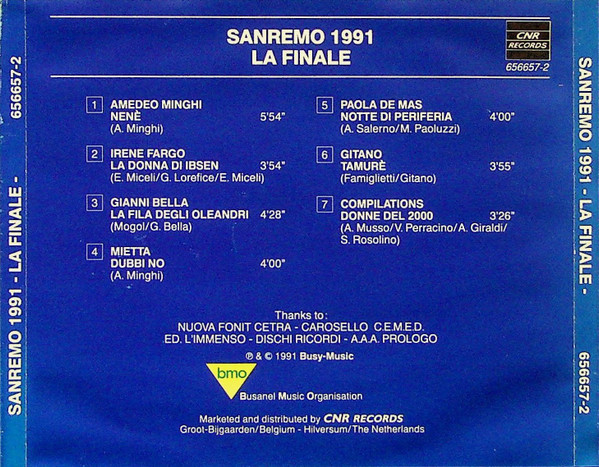 SANREMO 1991 - LA FINALE -
656657-2
SANREMO 1991
LA FINALE
CNR
RECORDS
656657-2
1 AMEDEO MINGHI
NENÈ 5'54"
(A. Minghi)
2 IRENE FARGO
LA DONNA DI IBSEN 3'54"
(E. Miceli/G. Lorefice/E. Miceli)
3 GIANNI BELLA
LA FILA DEGLI OLEANDRI 4'28"
(Mogol/G. Bella)
4 MIETTA
DUBBI NO 4'00"
(A. Minghi)
5 PAOLA DE MAS
NOTTE DI PERIFERIA 4'00"
(A. Salerno/M. Paoluzzi)
6 GITANO
TAMURÈ 3'55"
(Famiglietti/Gitano)
7 COMPILATIONS
DONNE DEL 2000 3'26"
(A. Musso/V. Perracino/A. Giraldi/
S. Rosolino)
Thanks to:
NUOVA FONIT CETRA - CAROSELLO C.E.M.E.D.
ED. L'IMMENSO - DISCHI RICORDI - A.A.A. PROLOGO
℗ & © 1991 Busy-Music
bmo
Busanel Music Organisation
Marketed and distributed by CNR RECORDS
Groot-Bijgaarden/Belgium - Hilversum/The Netherlands
SANREMO 1991 - LA FINALE -
656657-2